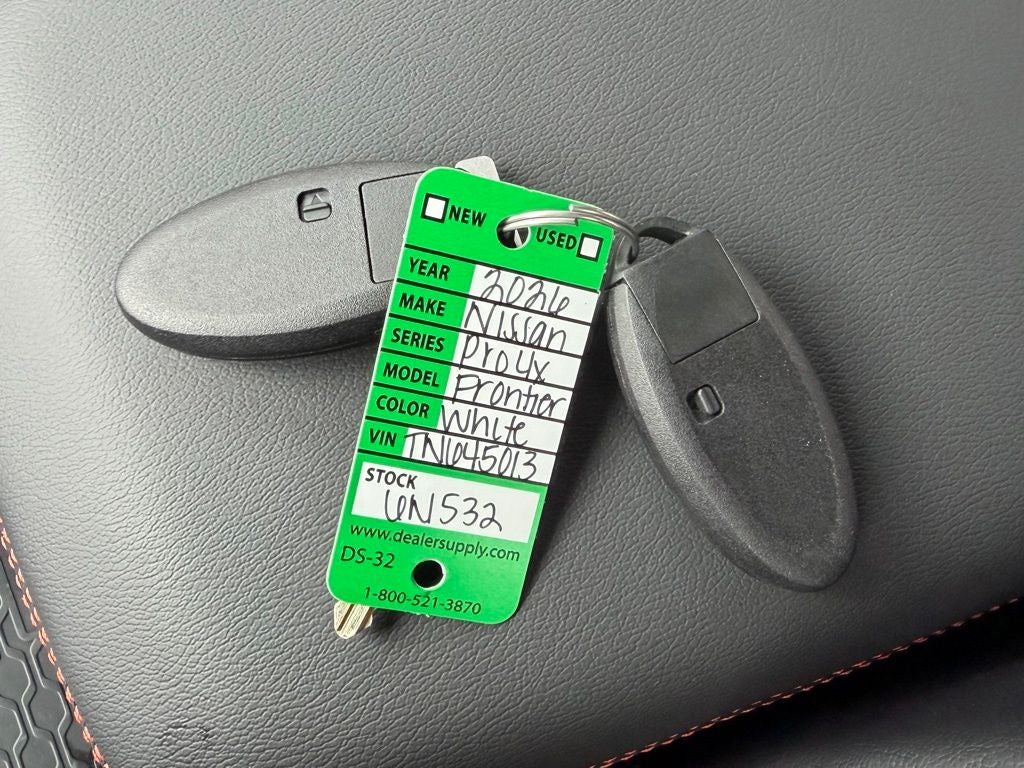 NEW USED
YEAR 2026
MAKE Nissan
SERIES Pro4x
MODEL Frontier
COLOR White
VIN TN645013
STOCK
6N532
www.dealersupply.com
DS-32
1-800-521-3870